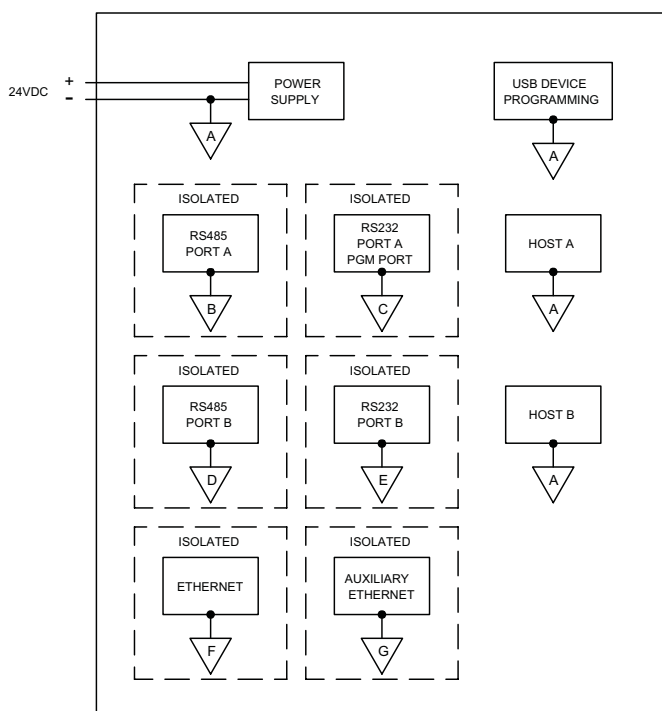 24VDC
+
-
POWER
SUPPLY
A
USB DEVICE
PROGRAMMING
A
ISOLATED
RS485
PORT A
B
ISOLATED
RS232
PORT A
PGM PORT
C
HOST A
A
ISOLATED
RS485
PORT B
D
ISOLATED
RS232
PORT B
E
HOST B
A
ISOLATED
ETHERNET
F
ISOLATED
AUXILIARY
ETHERNET
G